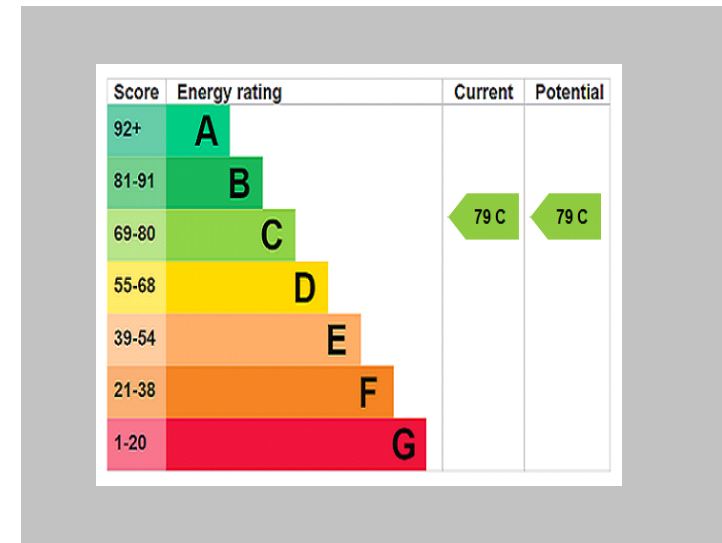 Score Energy rating Current Potential
92+ A
81-91 B
79 C 79 C
69-80 C
55-68 D
39-54 E
21-38 F
1-20 G